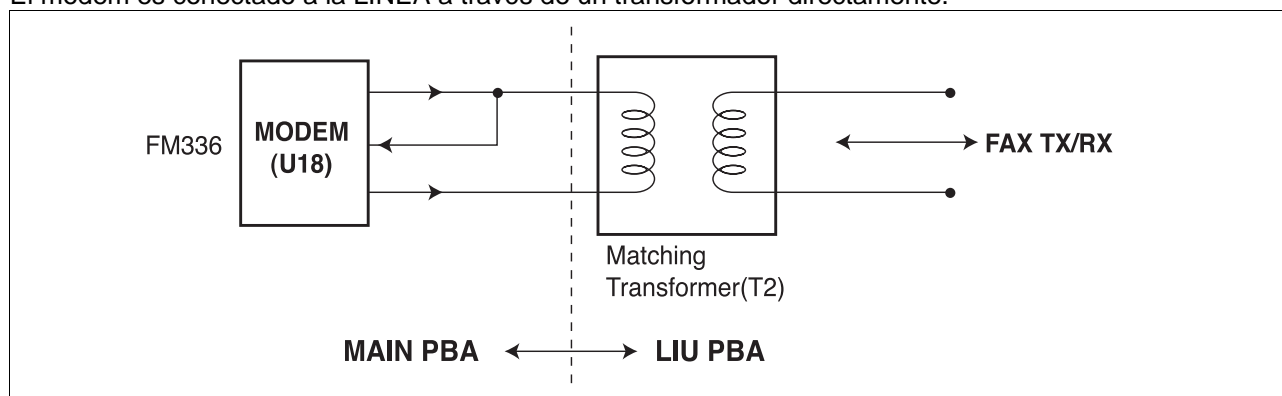 El modem es conectado a la LINEA a través de un transformador directamente.
FM336
MODEM
(U18)
FAX TX/RX
Matching
Transformer(T2)
MAIN PBA
LIU PBA